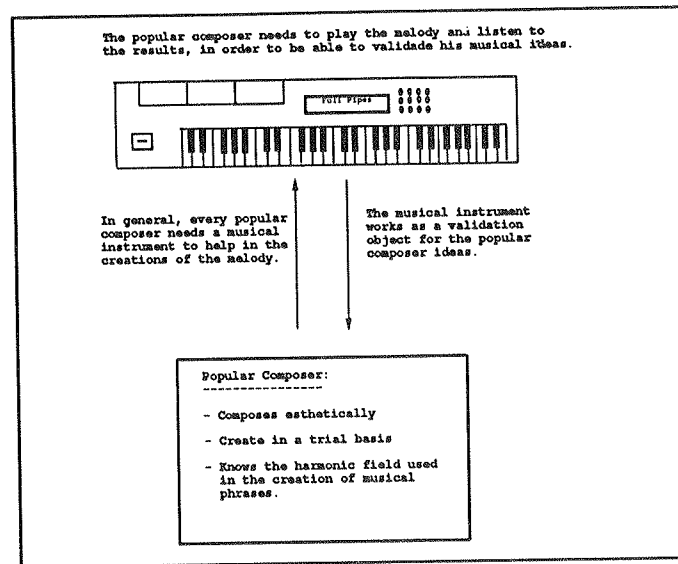 The popular composer needs to play the melody and listen to
the results, in order to be able to validade his musical ideas.
Full Pipes
In general, every popular
composer needs a musical
instrument to help in the
creations of the melody.
The musical instrument
works as a validation
object for the popular
composer ideas.
Popular Composer:
----------------
- Composes esthetically
- Create in a trial basis
- Knows the harmonic field used
in the creation of musical
phrases.